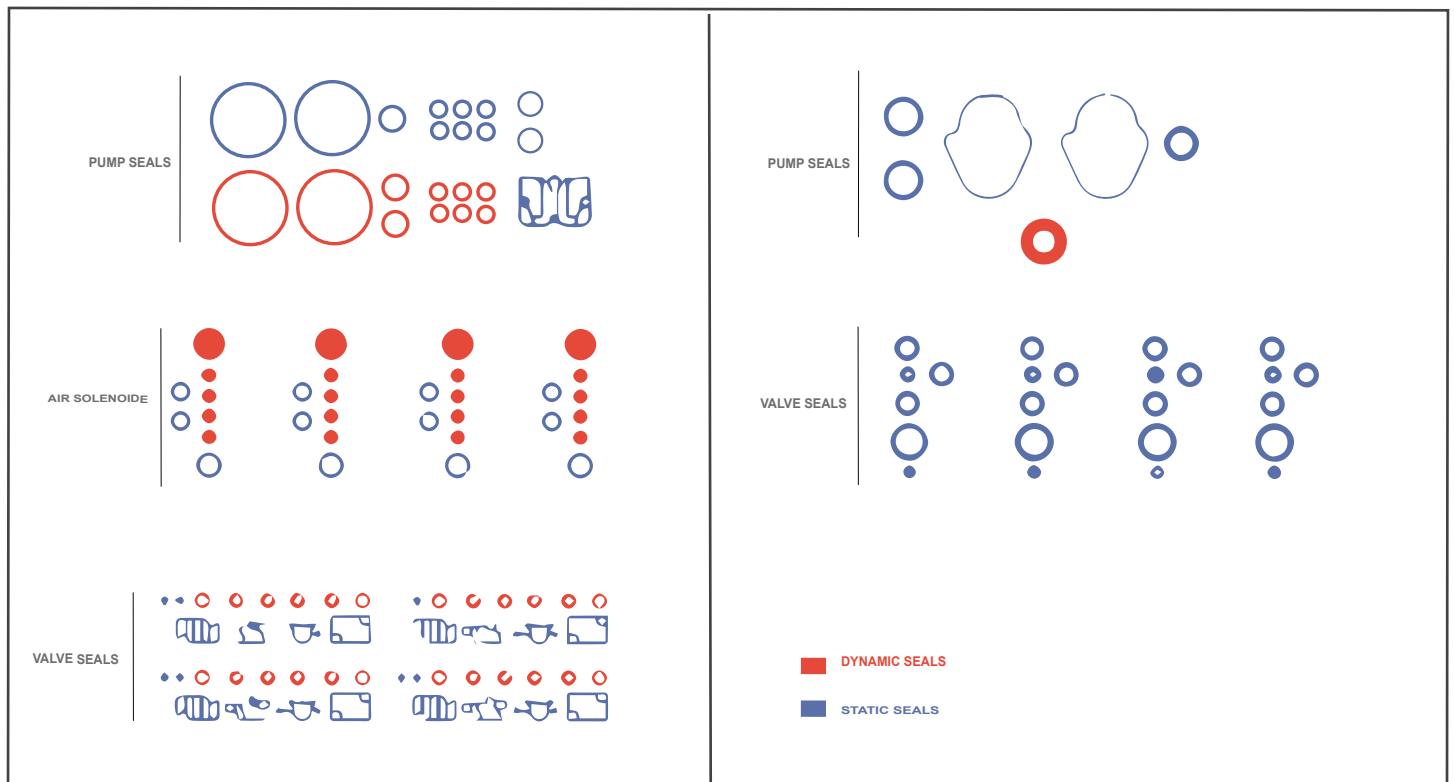 PUMP SEALS
AIR SOLENOIDE
VALVE SEALS
PUMP SEALS
VALVE SEALS
DYNAMIC SEALS
STATIC SEALS